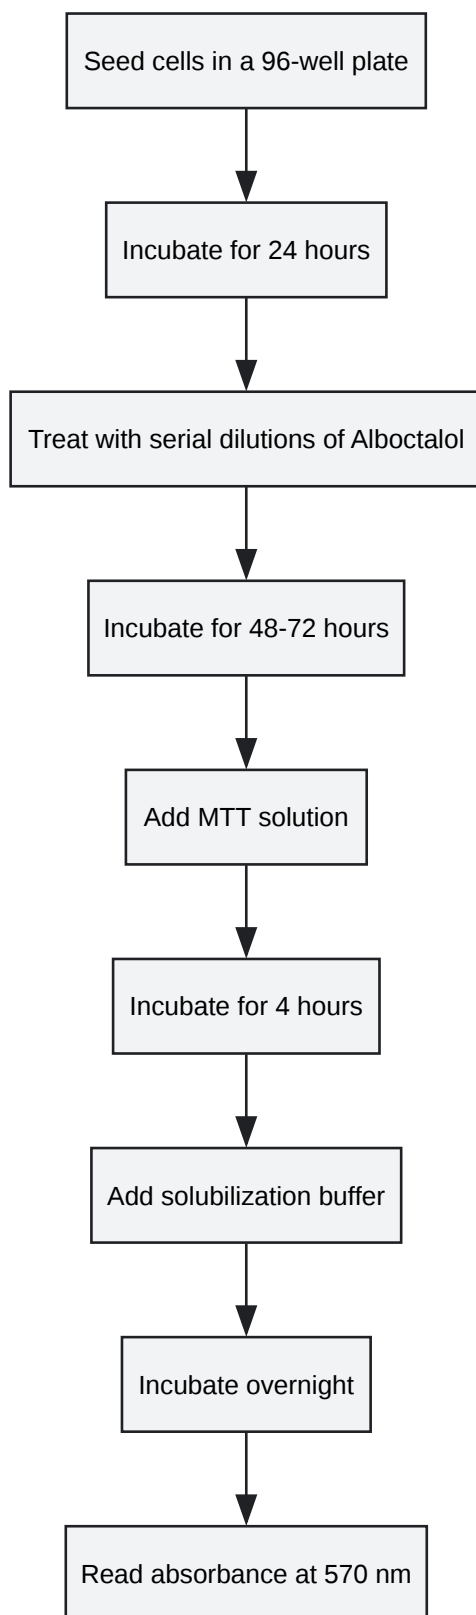 Seed cells in a 96-well plate
Incubate for 24 hours
Treat with serial dilutions of Alboctalol
Incubate for 48-72 hours
Add MTT solution
Incubate for 4 hours
Add solubilization buffer
Incubate overnight
Read absorbance at 570 nm